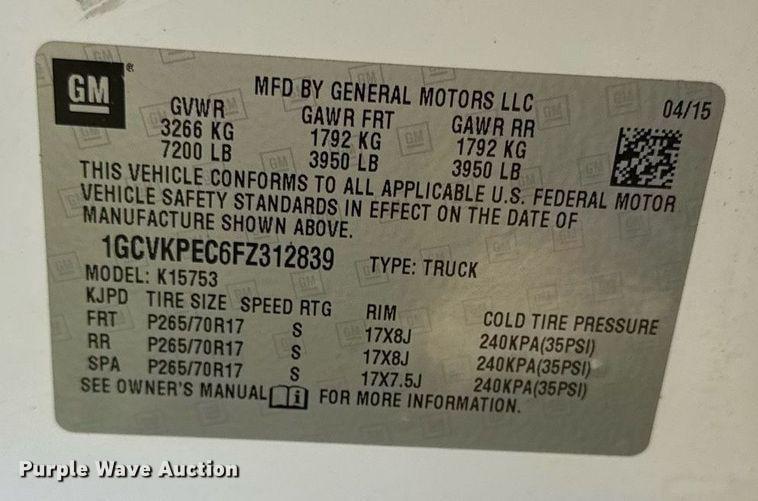 GM ®
MFD BY GENERAL MOTORS LLC 04/15
GVWR GAWR FRT GAWR RR
3266 KG 1792 KG 1792 KG
7200 LB 3950 LB 3950 LB
THIS VEHICLE CONFORMS TO ALL APPLICABLE U.S. FEDERAL MOTOR
VEHICLE SAFETY STANDARDS IN EFFECT ON THE DATE OF
MANUFACTURE SHOWN ABOVE.
1GCVKPEC6FZ312839 TYPE: TRUCK
MODEL: K15753
KJPD TIRE SIZE SPEED RTG RIM COLD TIRE PRESSURE
FRT P265/70R17 S 17X8J 240KPA(35PSI)
RR P265/70R17 S 17X8J 240KPA(35PSI)
SPA P265/70R17 S 17X7.5J 240KPA(35PSI)
SEE OWNER'S MANUAL i FOR MORE INFORMATION.
Purple Wave Auction